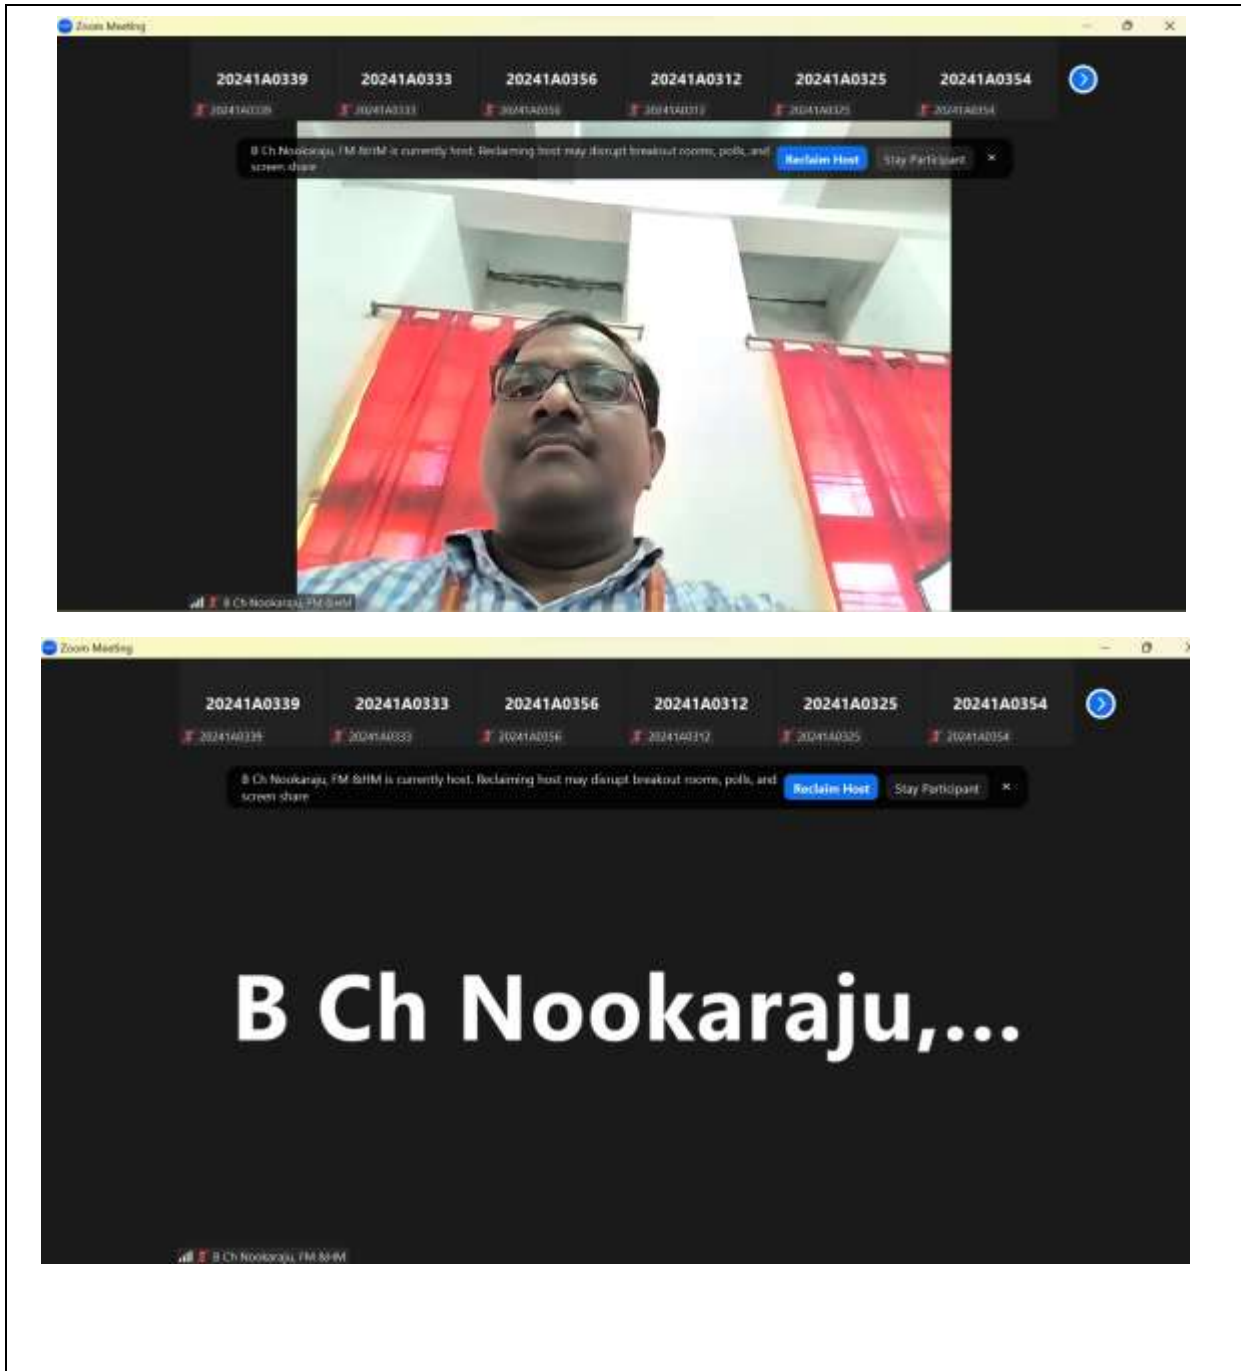 Zoom Meeting
20241A0339 20241A0333 20241A0356 20241A0312 20241A0325 20241A0354
20241A0339 20241A0333 20241A0356 20241A0312 20241A0325 20241A0354
B Ch Nookaraju, FM &HM is currently host. Reclaiming host may disrupt breakout rooms, polls, and
screen share
Reclaim Host Stay Participant
B Ch Nookaraju, FM &HM
Zoom Meeting
20241A0339 20241A0333 20241A0356 20241A0312 20241A0325 20241A0354
20241A0339 20241A0333 20241A0356 20241A0312 20241A0325 20241A0354
B Ch Nookaraju, FM &HM is currently host. Reclaiming host may disrupt breakout rooms, polls, and
screen share
Reclaim Host Stay Participant
B Ch Nookaraju,...
B Ch Nookaraju, FM &HM